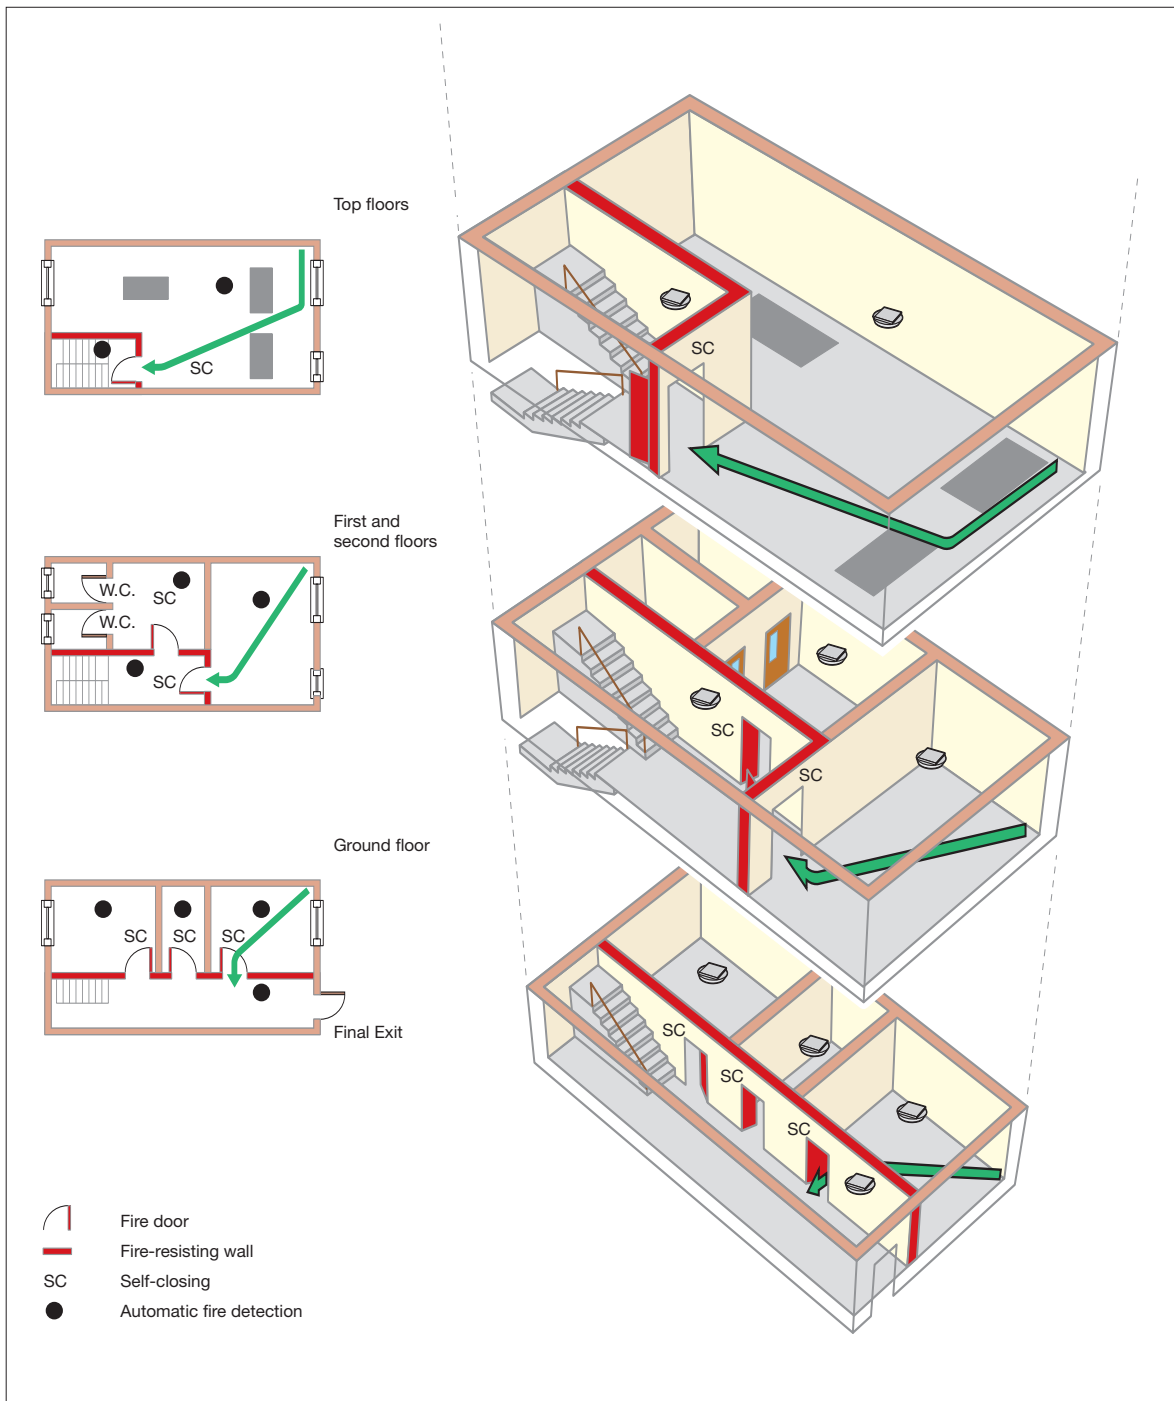 Top floors
SC
SC
First and
second floors
W.C.
SC
W.C.
SC
SC
SC
Ground floor
SC
SC
SC
Final Exit
SC
SC
SC
Fire door
Fire-resisting wall
SC
Self-closing
Automatic fire detection